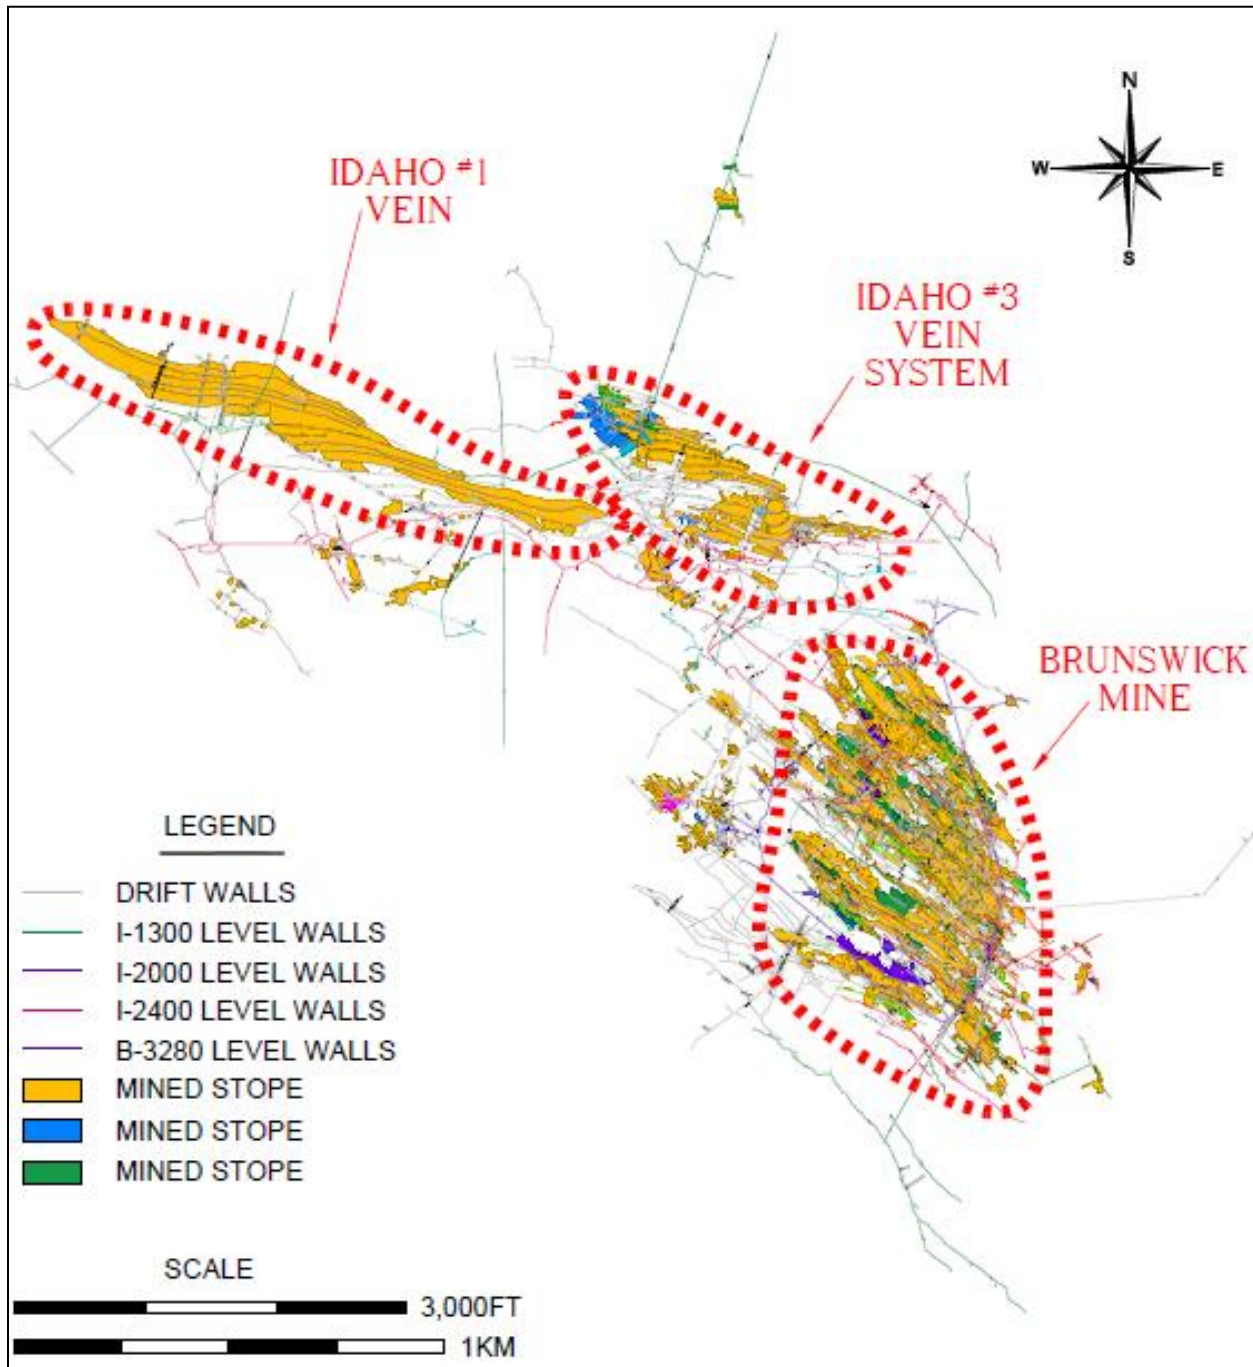 N
W
E
S
IDAHO #1
VEIN
IDAHO #3
VEIN
SYSTEM
BRUNSWICK
MINE
LEGEND
DRIFT WALLS
I-1300 LEVEL WALLS
I-2000 LEVEL WALLS
I-2400 LEVEL WALLS
B-3280 LEVEL WALLS
MINED STOPE
MINED STOPE
MINED STOPE
SCALE
3,000FT
1KM